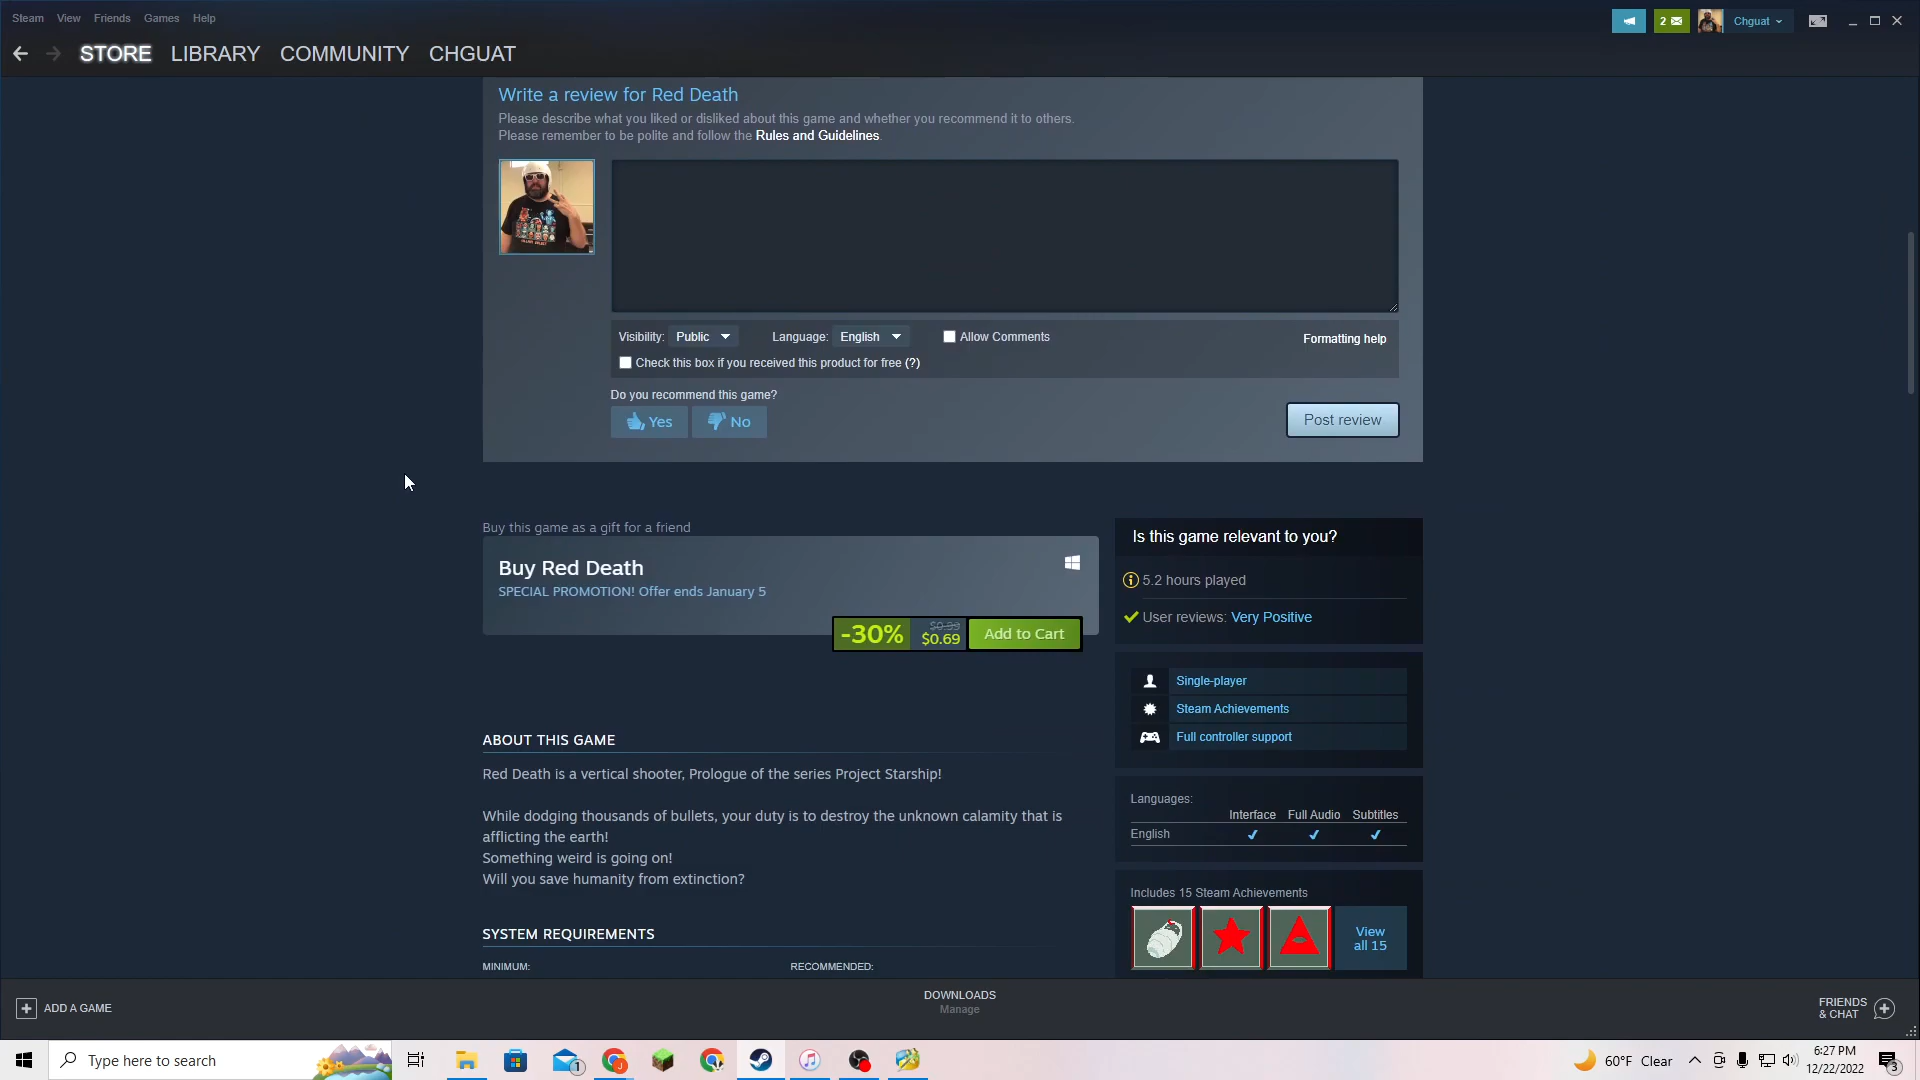 Steam View Friends Games Help
2 Chguat
STORE LIBRARY COMMUNITY CHGUAT
Write a review for Red Death
Please describe what you liked or disliked about this game and whether you recommend it to others.
Please remember to be polite and follow the Rules and Guidelines.
Visibility: Public Language: English Allow Comments Formatting help
Check this box if you received this product for free (?)
Do you recommend this game?
Yes No Post review
Buy this game as a gift for a friend
Buy Red Death
SPECIAL PROMOTION! Offer ends January 5
-30% $0.99 $0.69 Add to Cart
Is this game relevant to you?
5.2 hours played
User reviews: Very Positive
Single-player
Steam Achievements
Full controller support
ABOUT THIS GAME
Red Death is a vertical shooter, Prologue of the series Project Starship!
While dodging thousands of bullets, your duty is to destroy the unknown calamity that is
afflicting the earth!
Something weird is going on!
Will you save humanity from extinction?
Languages:
Interface Full Audio Subtitles
English
Includes 15 Steam Achievements
View
all 15
SYSTEM REQUIREMENTS
MINIMUM: RECOMMENDED:
ADD A GAME
DOWNLOADS
Manage
FRIENDS
& CHAT
Type here to search
1
60°F Clear
6:27 PM
12/22/2022
3